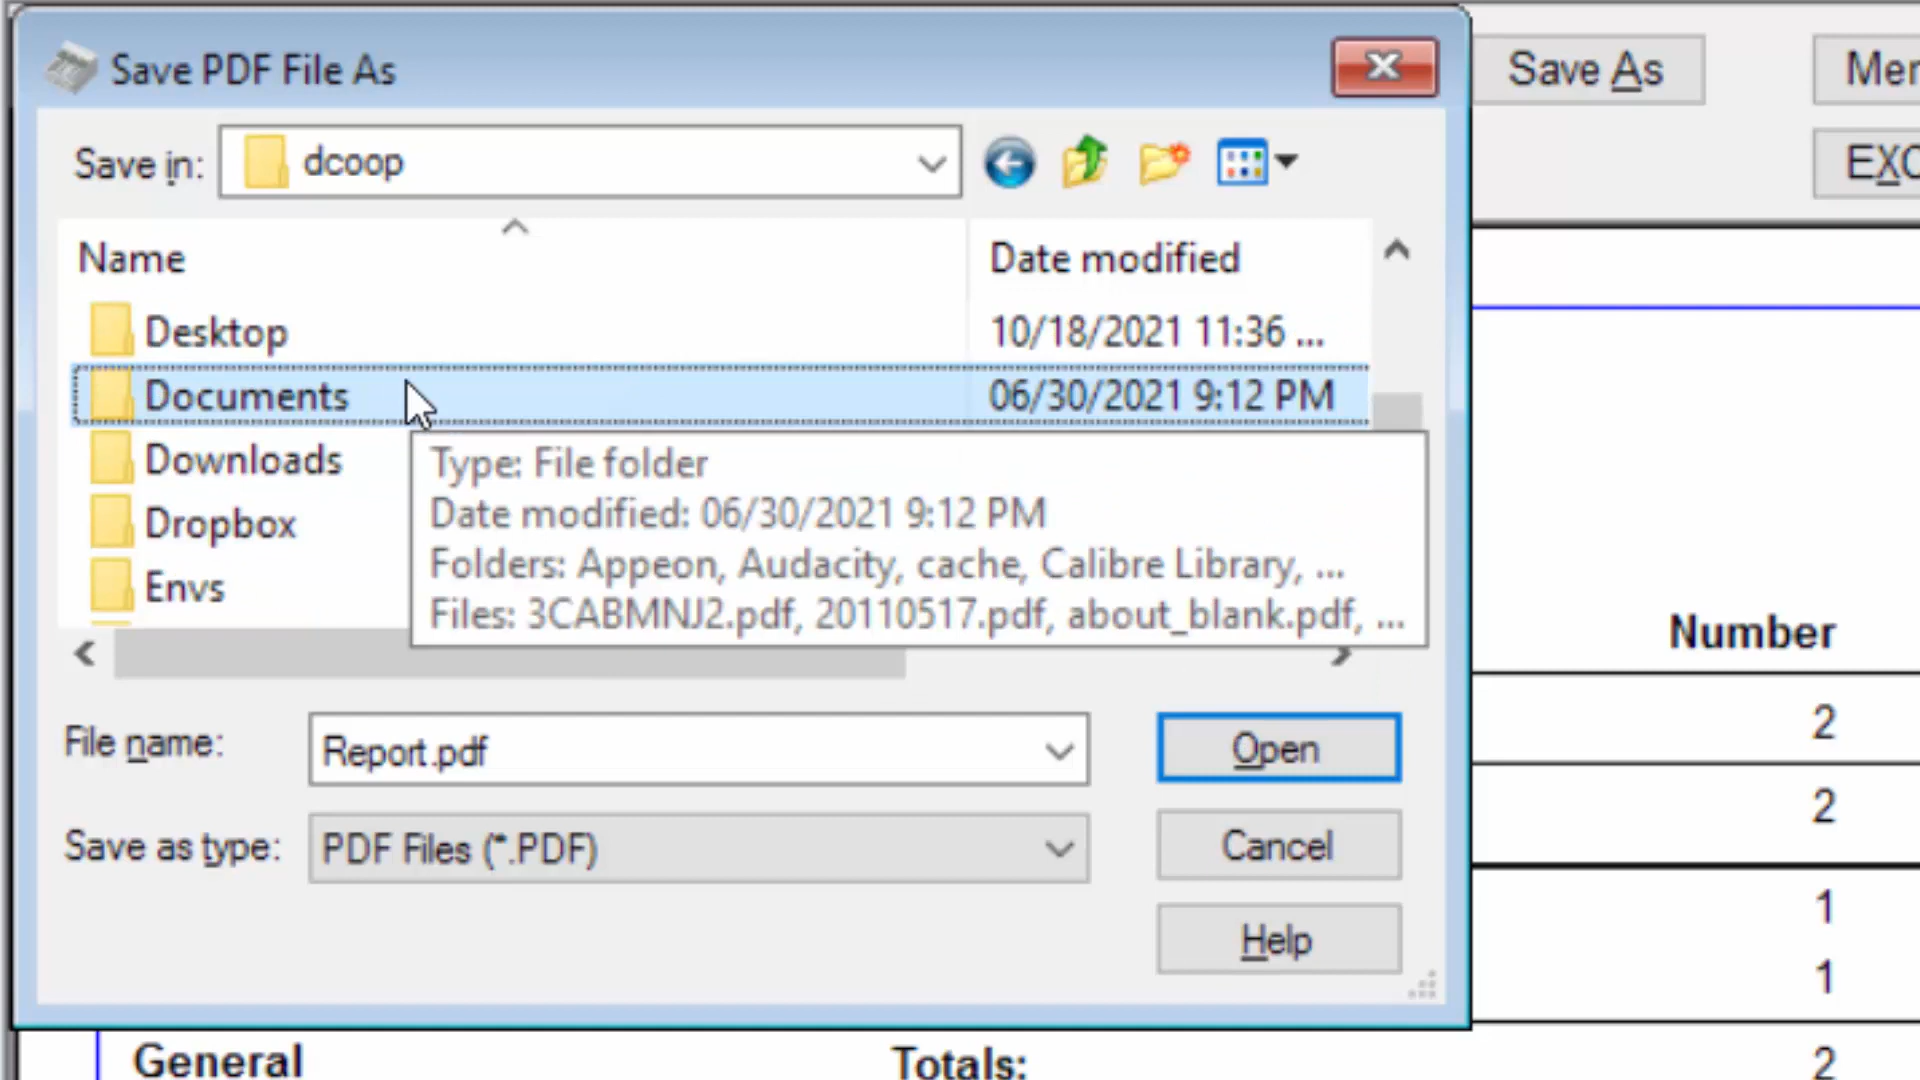 Save PDF File As
Save As
Save in: dcoop
Name Date modified
Desktop 10/18/2021 11:36 ...
Documents 06/30/2021 9:12 PM
Downloads
Dropbox
Envs
Type: File folder
Date modified: 06/30/2021 9:12 PM
Folders: Appeon, Audacity, cache, Calibre Library, ...
Files: 3CABMNJ2.pdf, 20110517.pdf, about_blank.pdf, ...
File name: Report.pdf Open
Save as type: PDF Files (*.PDF) Cancel
Help
Number
2
2
1
1
General Totals: 2